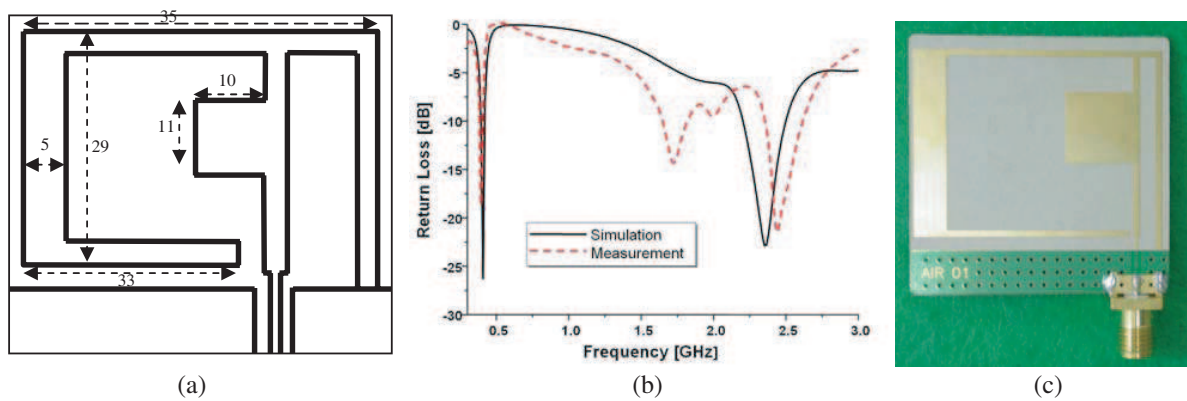 35
10
11
5
29
33
(a)
0
-5
-10
-15
-20
-25
-30
Return Loss [dB]
Simulation
Measurement
0.5 1.0 1.5 2.0 2.5 3.0
Frequency [GHz]
(b)
AIR 01
(c)